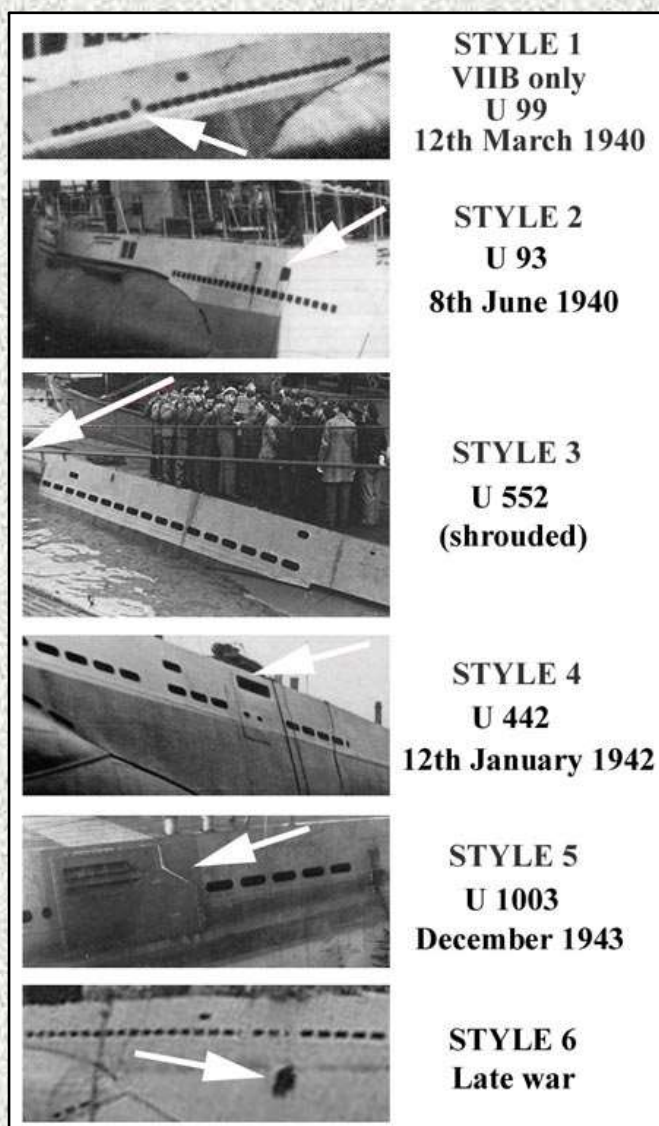 STYLE 1
VIIB only
U 99
12th March 1940
STYLE 2
U 93
8th June 1940
STYLE 3
U 552
(shrouded)
STYLE 4
U 442
12th January 1942
STYLE 5
U 1003
December 1943
STYLE 6
Late war